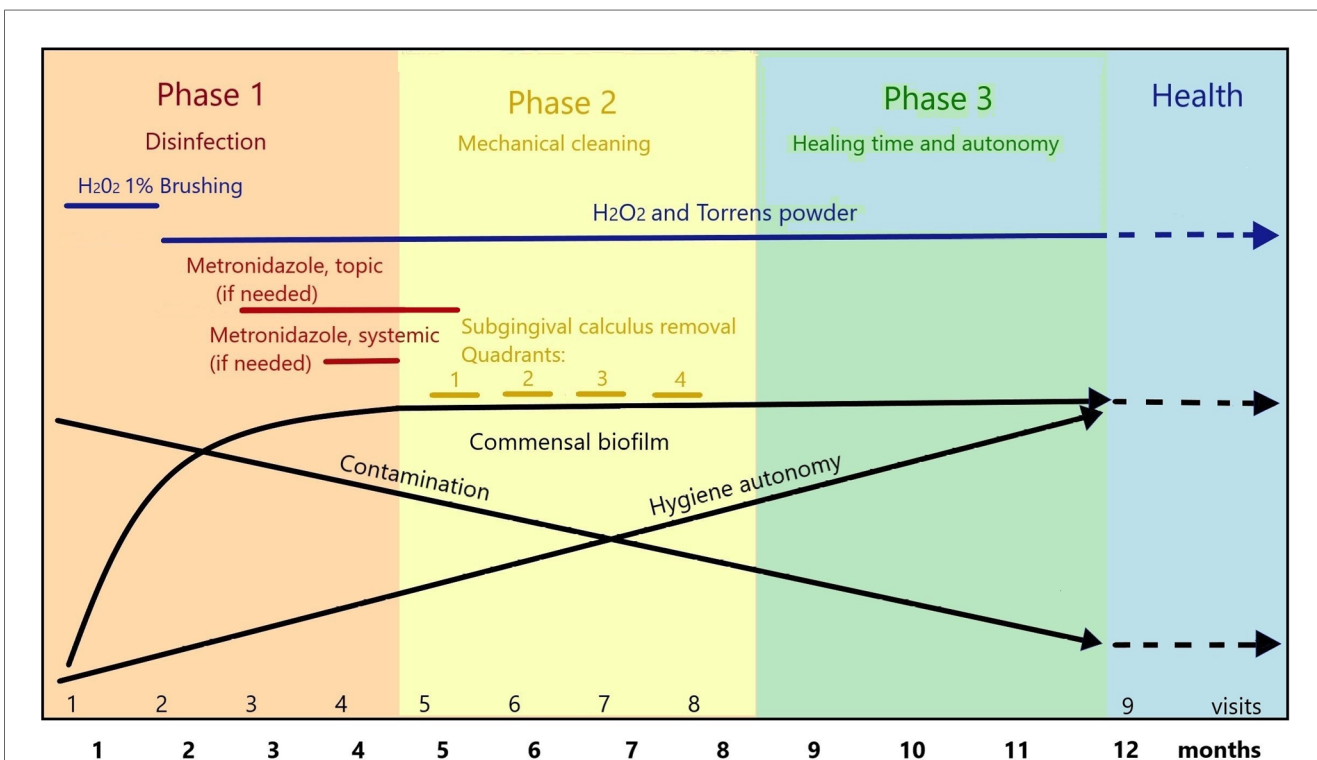 Phase 1
Disinfection
Phase 2
Mechanical cleaning
Phase 3
Healing time and autonomy
Health
H2O2 1% Brushing
H2O2 and Torrens powder
Metronidazole, topic
(if needed)
Metronidazole, systemic
(if needed)
Subgingival calculus removal
Quadrants:
1 2 3 4
Commensal biofilm
Contamination
Hygiene autonomy
1 2 3 4 5 6 7 8 9 visits
1 2 3 4 5 6 7 8 9 10 11 12 months